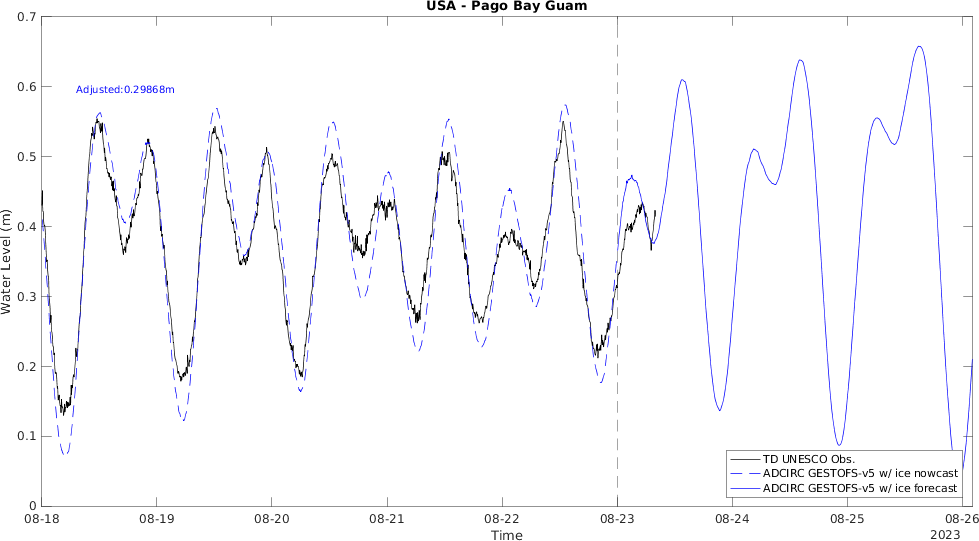 USA - Pago Bay Guam
0.7
0.6
0.5
0.4
0.3
0.2
0.1
0
Water Level (m)
Adjusted:0.29868m
TD UNESCO Obs.
ADCIRC GESTOFS-v5 w/ ice nowcast
ADCIRC GESTOFS-v5 w/ ice forecast
08-18 08-19 08-20 08-21 08-22 08-23 08-24 08-25 08-26
Time
2023